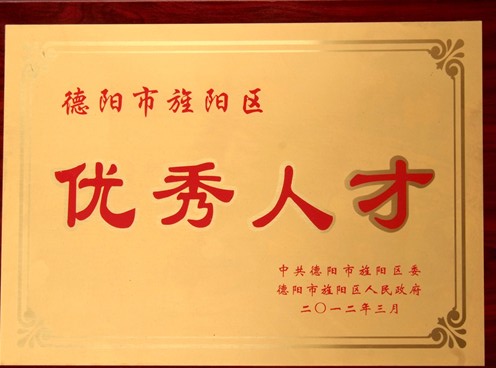 德阳市旌阳区
优秀人才
中共德阳市旌阳区委
德阳市旌阳区人民政府
二〇一二年三月